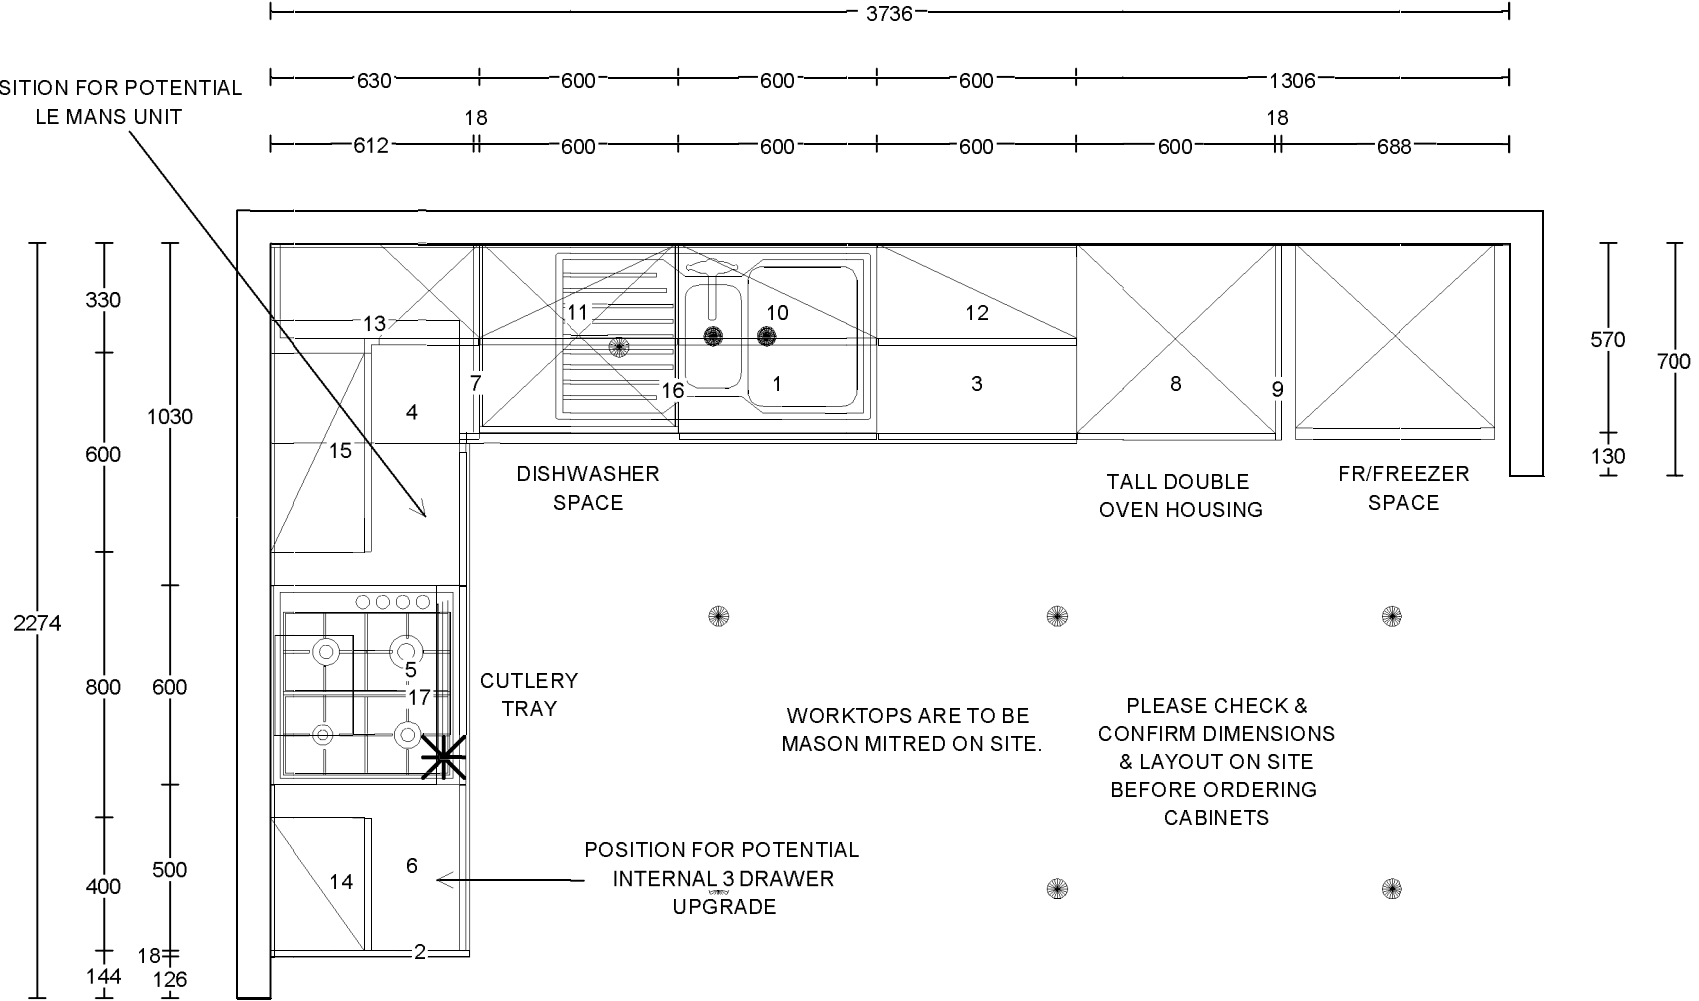 3736
630 600 600 600 1306
SITION FOR POTENTIAL
LE MANS UNIT
18 18
612 600 600 600 600 688
330
13 11 10 12
570
700
1030
4 7 16 1 3 8 9
15
600
130
DISHWASHER
SPACE
TALL DOUBLE
OVEN HOUSING
FR/FREEZER
SPACE
2274
800 600
5
17
CUTLERY
TRAY
WORKTOPS ARE TO BE
MASON MITRED ON SITE.
PLEASE CHECK &
CONFIRM DIMENSIONS
& LAYOUT ON SITE
BEFORE ORDERING
CABINETS
POSITION FOR POTENTIAL
INTERNAL 3 DRAWER
UPGRADE
400 500
14 6
18 2
144 126